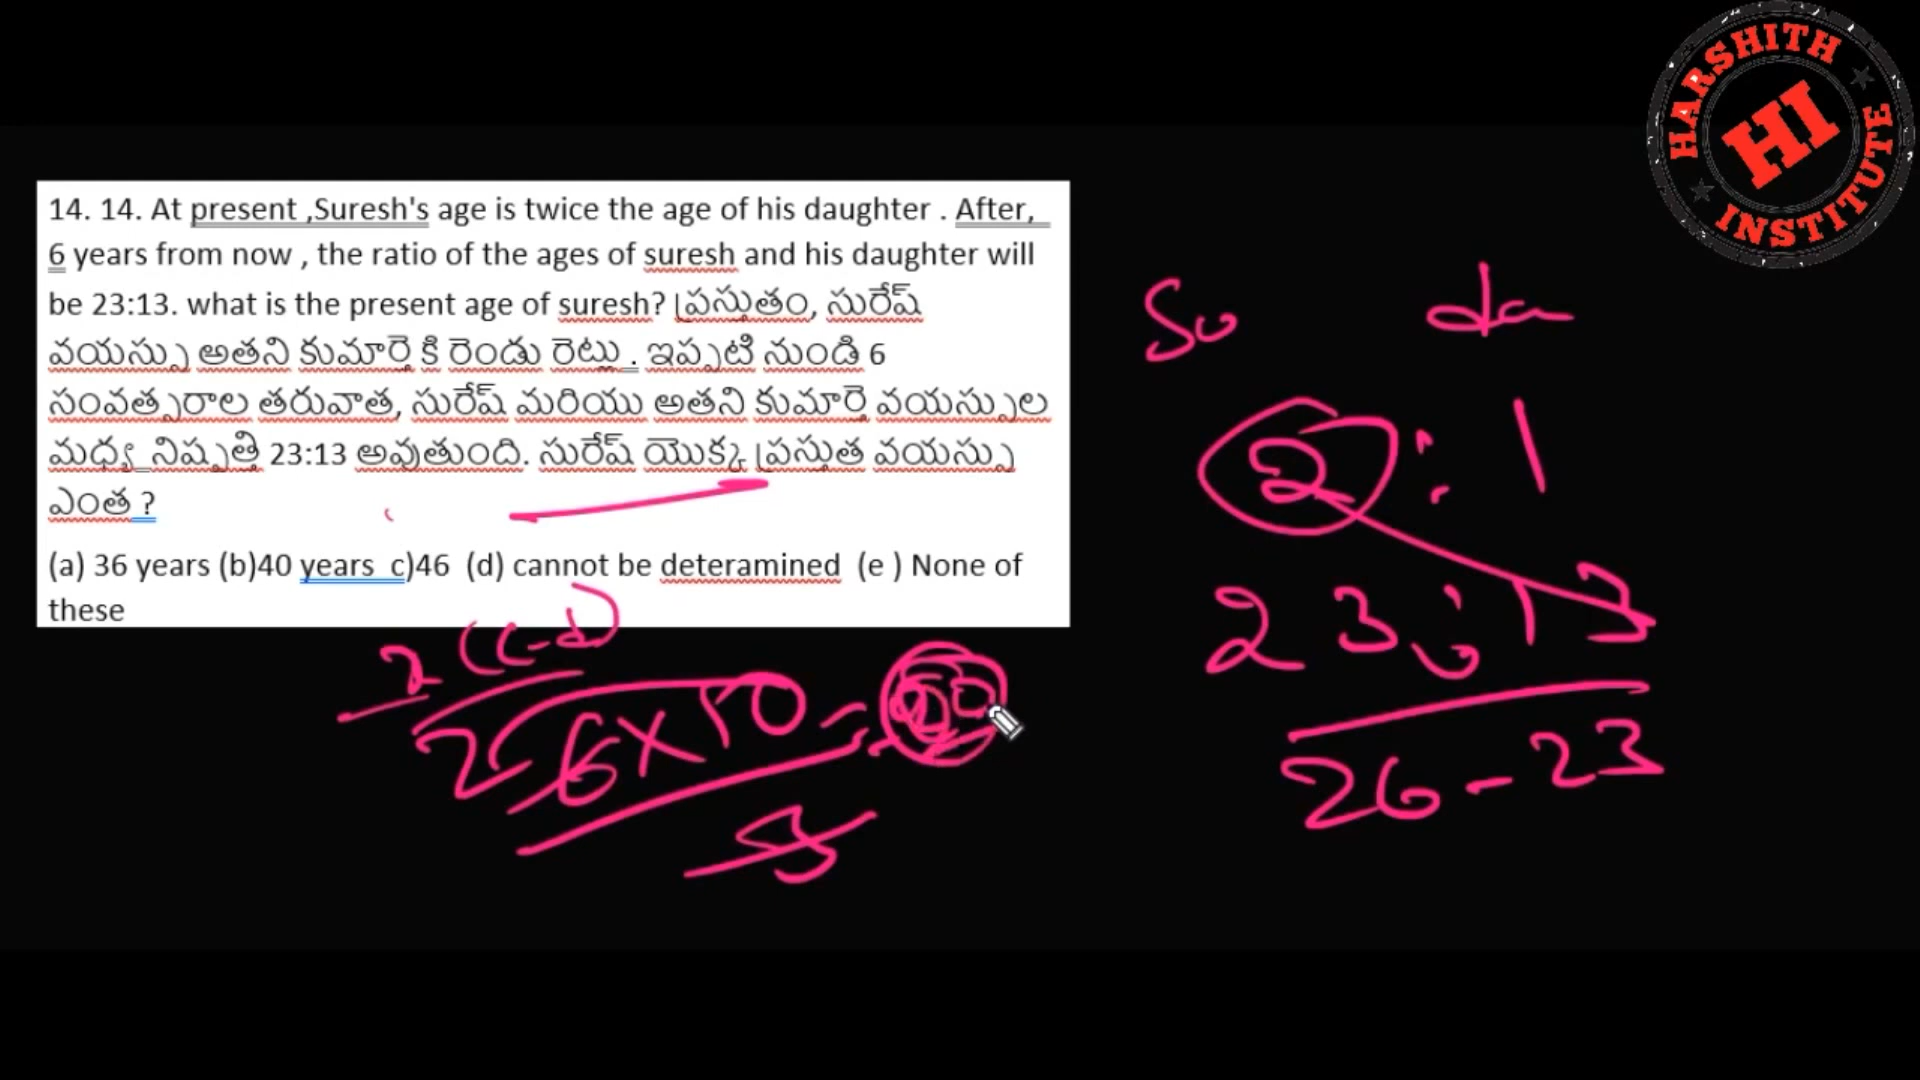 HARSHITH
HI
INSTITUTE
14. 14. At present ,Suresh's age is twice the age of his daughter . After,
6 years from now , the ratio of the ages of suresh and his daughter will
be 23:13. what is the present age of suresh? ప్రస్తుతం, సురేష్
వయస్సు అతని కుమార్తె కి రెండు రెట్లు . ఇప్పటి నుండి 6
సంవత్సరాల తరువాత, సురేష్ మరియు అతని కుమార్తె వయస్సుల
మధ్య నిష్పత్తి 23:13 అవుతుంది. సురేష్ యొక్క ప్రస్తుత వయస్సు
ఎంత ?
(a) 36 years (b)40 years c)46 (d) cannot be deteramined (e ) None of
these
Su da
2 : 1
23 : 13
26 - 23
2 (c-d)
6 x 10 =